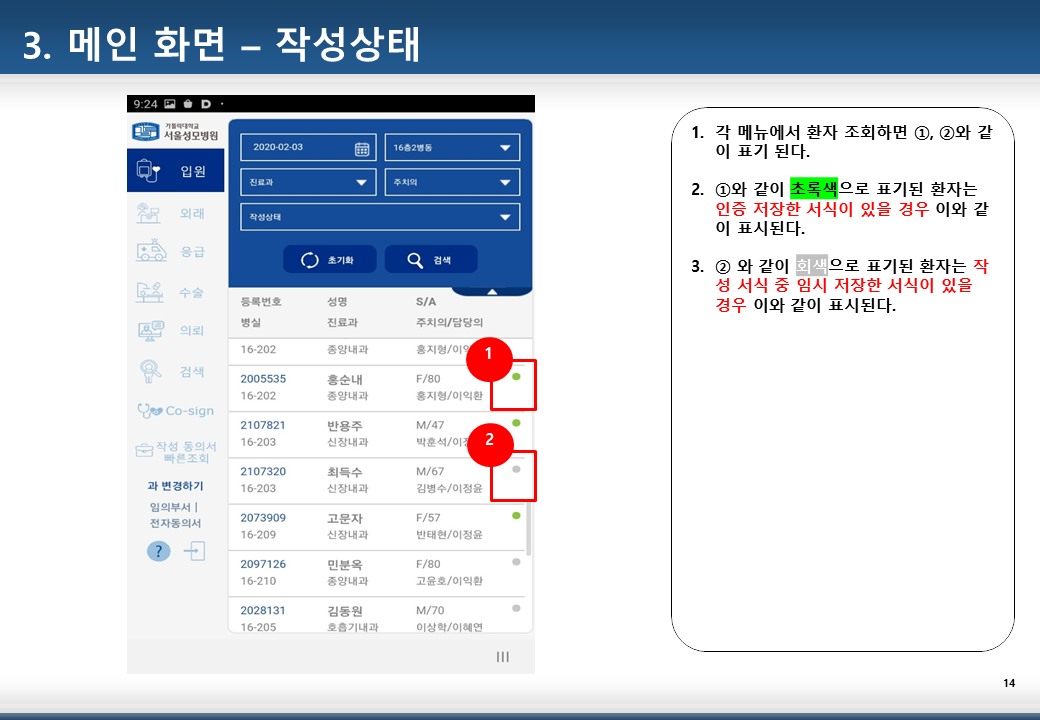 3. 메인 화면 – 작성상태
9:24
가톨릭대학교
서울성모병원
입원
외래
응급
수술
의뢰
검색
Co-sign
작성 동의서
빠른조회
과 변경하기
임의부서 |
전자동의서
?
2020-02-03
16층2병동
진료과
주치의
작성상태
초기화
검색
등록번호 성명 S/A
병실 진료과 주치의/담당의
16-202 종양내과 홍지형/이익
2005535 홍순내 F/80
16-202 종양내과 홍지형/이익환
2107821 반용주 M/47
16-203 신장내과 박훈석/이정
2107320 최득수 M/67
16-203 신장내과 김병수/이정윤
2073909 고문자 F/57
16-209 신장내과 반태현/이정윤
2097126 민분옥 F/80
16-210 종양내과 고윤호/이익환
2028131 김동원 M/70
16-205 호흡기내과 이상학/이혜연
1
2
1. 각 메뉴에서 환자 조회하면 ①, ②와 같
이 표기 된다.
2. ①와 같이 초록색으로 표기된 환자는
인증 저장한 서식이 있을 경우 이와 같
이 표시된다.
3. ② 와 같이 회색으로 표기된 환자는 작
성 서식 중 임시 저장한 서식이 있을
경우 이와 같이 표시된다.
14